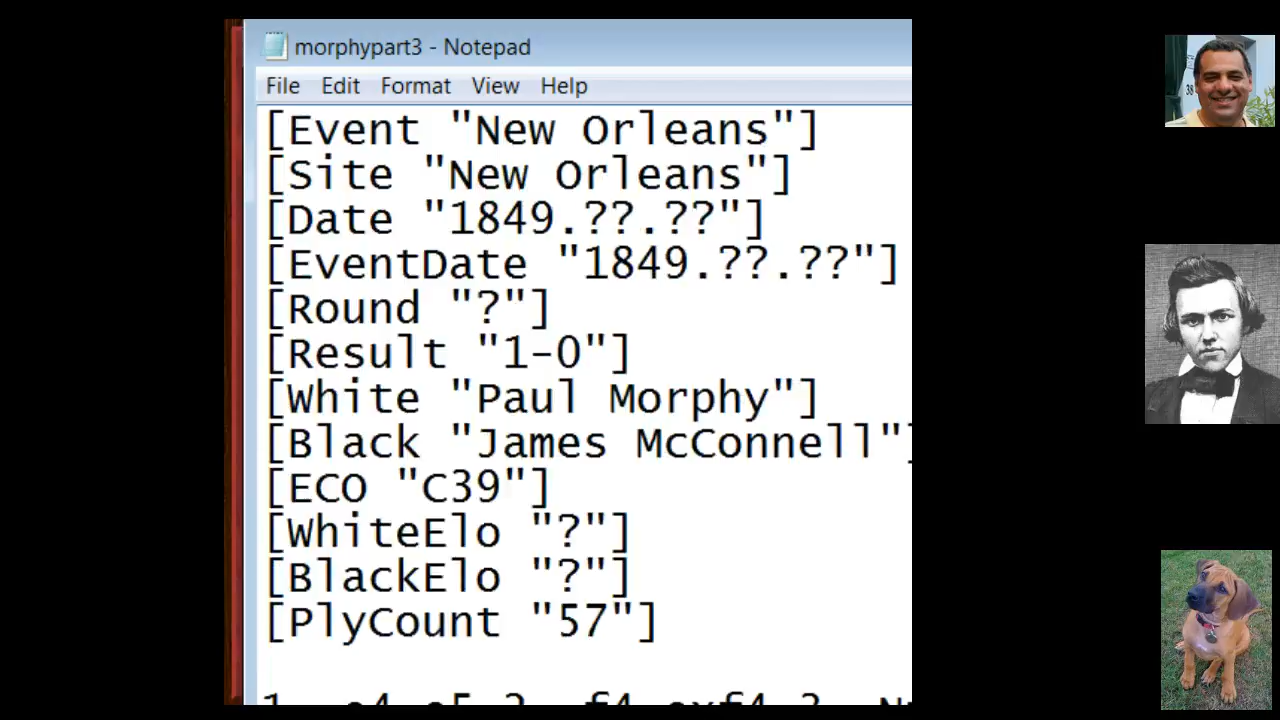 morphypart3 - Notepad
File Edit Format View Help
[Event "New Orleans"]
[Site "New Orleans"]
[Date "1849.??.??"]
[EventDate "1849.??.??"]
[Round "?"]
[Result "1-0"]
[White "Paul Morphy"]
[Black "James McConnell"]
[ECO "C39"]
[WhiteElo "?"]
[BlackElo "?"]
[PlyCount "57"]